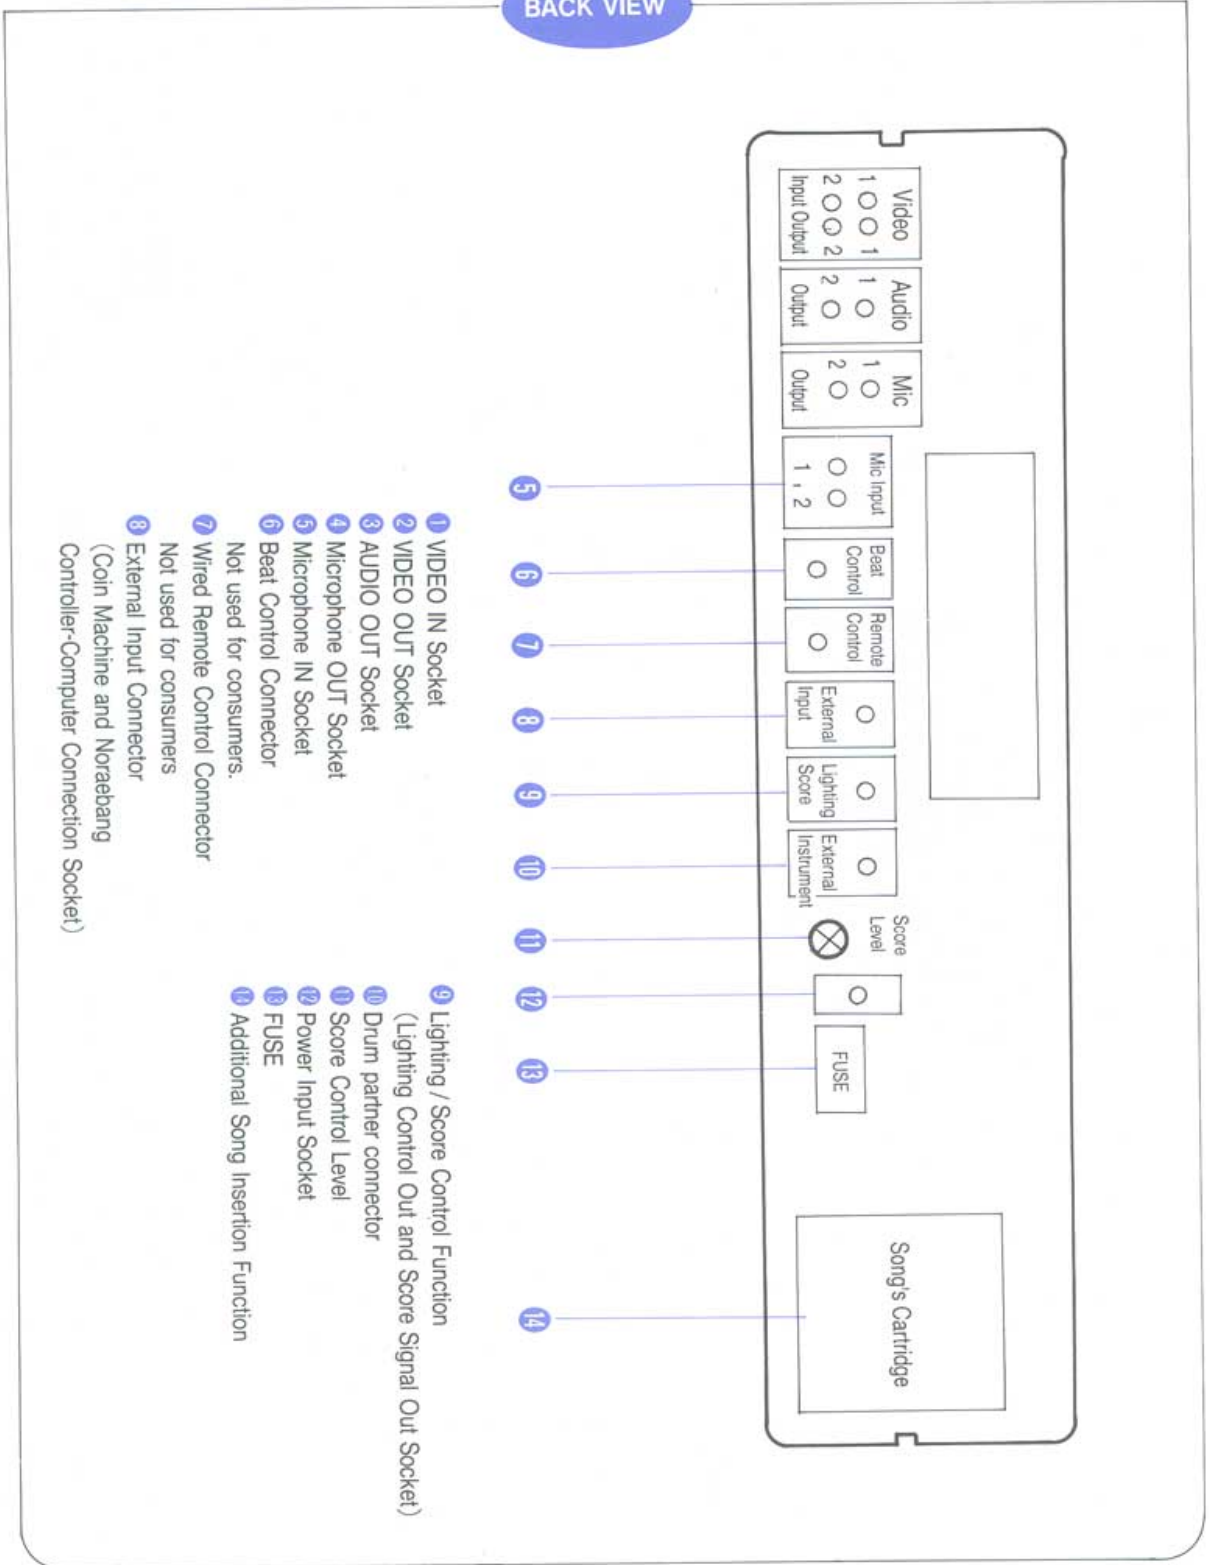 BACK VIEW
Video
1 1
2 2
Input Output
Audio
1
2
Output
Mic
1
2
Output
Mic Input
1 , 2
Beat
Control
Remote
Control
External
Input
Lighting
Score
External
Instrument
Score
Level
FUSE
Song's Cartridge
5
6
7
8
9
10
11
12
13
14
1 VIDEO IN Socket
2 VIDEO OUT Socket
3 AUDIO OUT Socket
4 Microphone OUT Socket
5 Microphone IN Socket
6 Beat Control Connector
Not used for consumers.
7 Wired Remote Control Connector
Not used for consumers
8 External Input Connector
(Coin Machine and Noraebang
Controller-Computer Connection Socket)
9 Lighting / Score Control Function
(Lighting Control Out and Score Signal Out Socket)
10 Drum partner connector
11 Score Control Level
12 Power Input Socket
13 FUSE
14 Additional Song Insertion Function